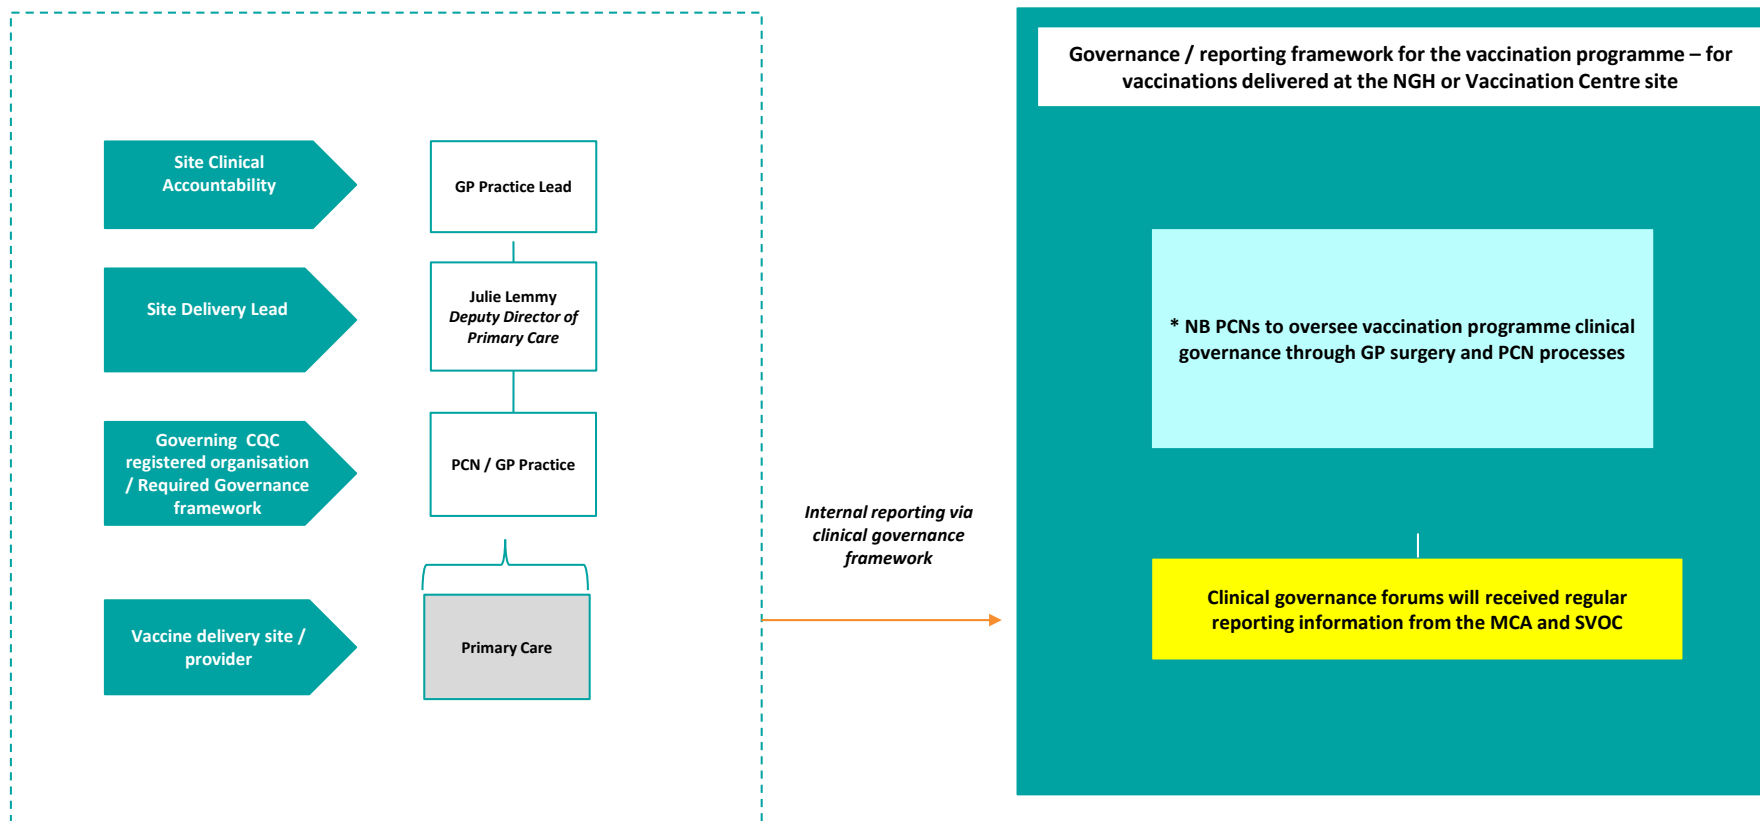 Governance / reporting framework for the vaccination programme – for
vaccinations delivered at the NGH or Vaccination Centre site
Site Clinical
Accountability
GP Practice Lead
Site Delivery Lead
Julie Lemmy
Deputy Director of
Primary Care
Governing CQC
registered organisation
/ Required Governance
framework
PCN / GP Practice
Vaccine delivery site /
provider
Primary Care
Internal reporting via
clinical governance
framework
* NB PCNs to oversee vaccination programme clinical
governance through GP surgery and PCN processes
Clinical governance forums will received regular
reporting information from the MCA and SVOC